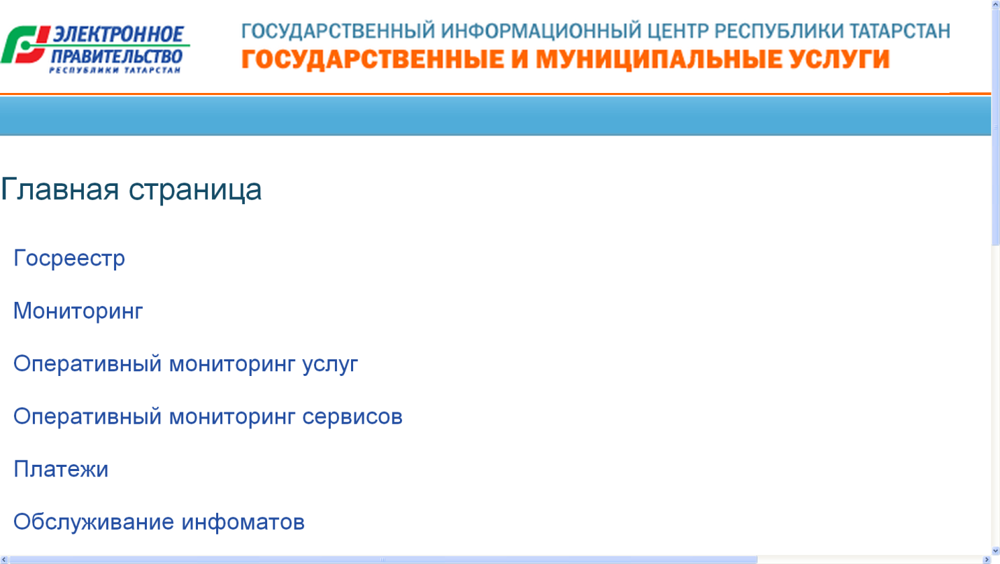 ЭЛЕКТРОННОЕ
ПРАВИТЕЛЬСТВО
РЕСПУБЛИКИ ТАТАРСТАН
ГОСУДАРСТВЕННЫЙ ИНФОРМАЦИОННЫЙ ЦЕНТР РЕСПУБЛИКИ ТАТАРСТАН
ГОСУДАРСТВЕННЫЕ И МУНИЦИПАЛЬНЫЕ УСЛУГИ
Главная страница
Госреестр
Мониторинг
Оперативный мониторинг услуг
Оперативный мониторинг сервисов
Платежи
Обслуживание инфоматов